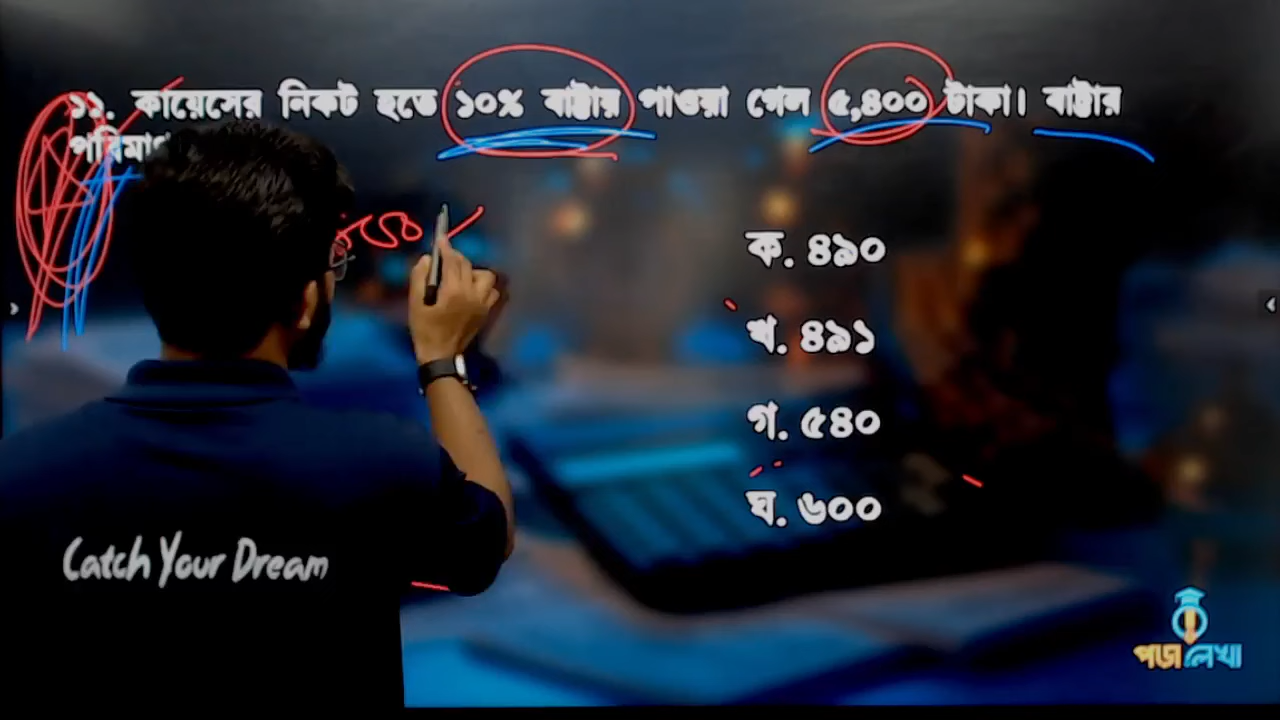 ১১. কায়েসের নিকট হতে ১০% বাট্টায় পাওয়া গেল ৫,৪০০ টাকা। বাট্টার
পরিমাণ
ক. ৪৯০
খ. ৪৯১
গ. ৫৪০
ঘ. ৬০০
Catch Your Dream
পড়ালেখা